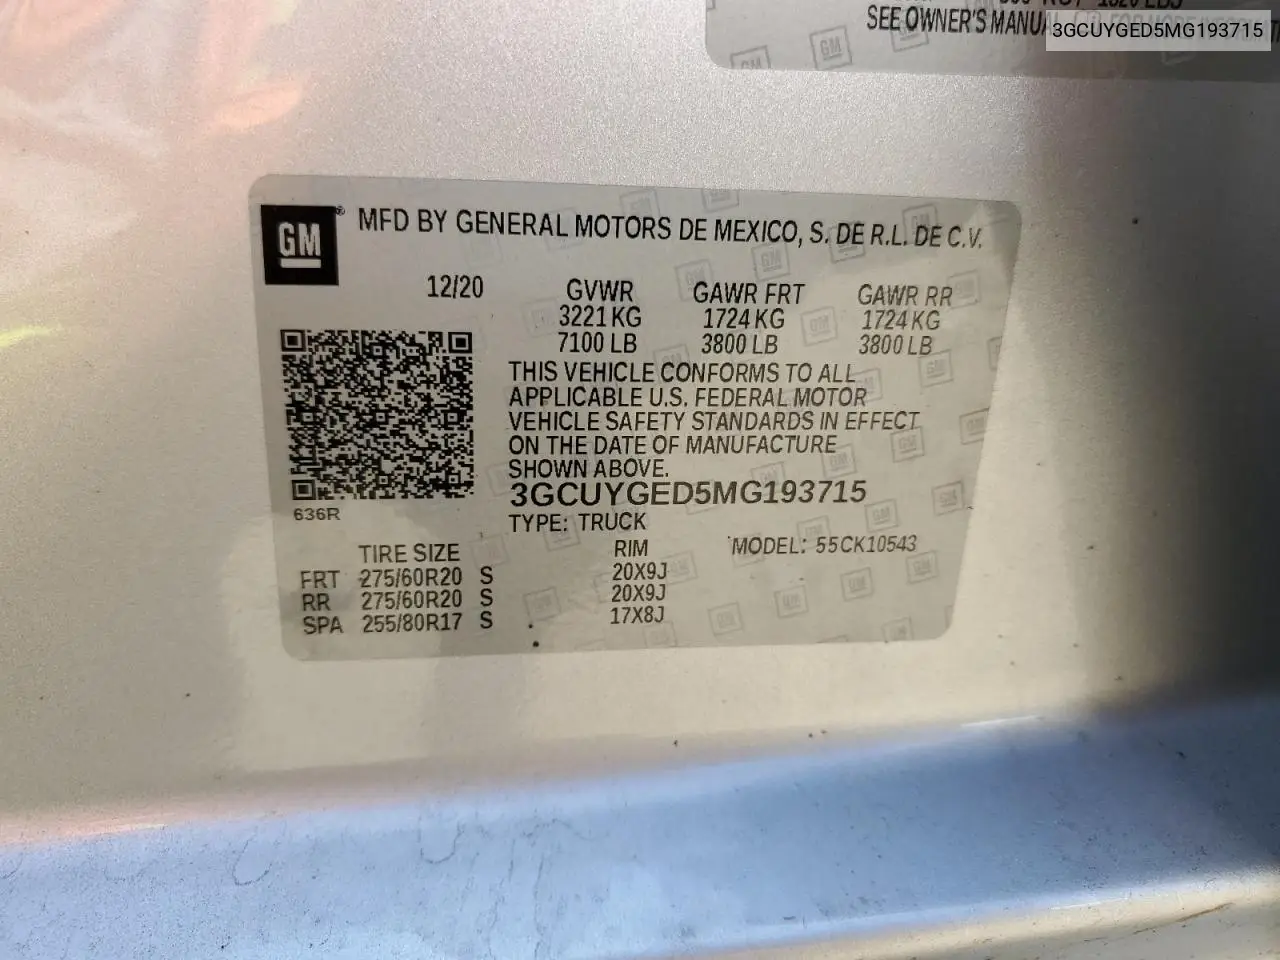 SEE OWNER'S MANUAL
3GCUYGED5MG193715
GM
MFD BY GENERAL MOTORS DE MEXICO, S. DE R.L. DE C.V.
12/20
GVWR GAWR FRT GAWR RR
3221 KG 1724 KG 1724 KG
7100 LB 3800 LB 3800 LB
THIS VEHICLE CONFORMS TO ALL
APPLICABLE U.S. FEDERAL MOTOR
VEHICLE SAFETY STANDARDS IN EFFECT
ON THE DATE OF MANUFACTURE
SHOWN ABOVE.
3GCUYGED5MG193715
636R
TYPE: TRUCK
TIRE SIZE RIM MODEL: 55CK10543
FRT 275/60R20 S 20X9J
RR 275/60R20 S 20X9J
SPA 255/80R17 S 17X8J